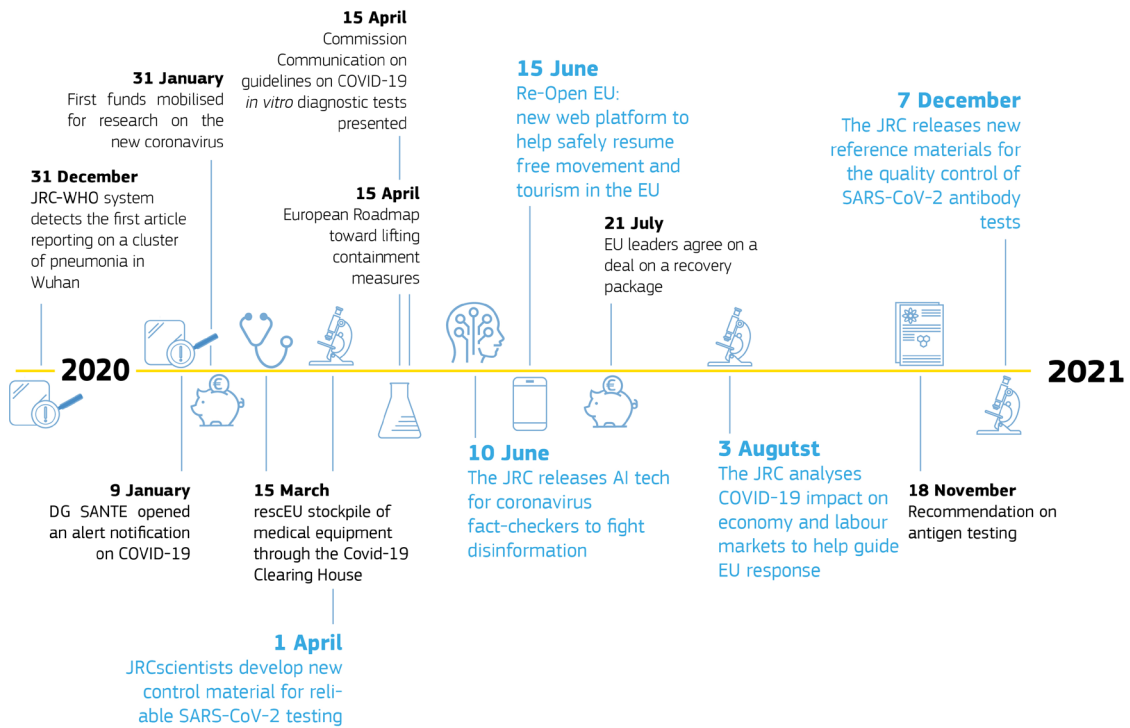 15 April
Commission
Communication on
guidelines on COVID-19
in vitro diagnostic tests
presented
31 January
First funds mobilised
for research on the
new coronavirus
15 June
Re-Open EU:
new web platform to
help safely resume
free movement and
tourism in the EU
7 December
The JRC releases new
reference materials for
the quality control of
SARS-CoV-2 antibody
tests
31 December
JRC-WHO system
detects the first article
reporting on a cluster
of pneumonia in
Wuhan
15 April
European Roadmap
toward lifting
containment
measures
21 July
EU leaders agree on a
deal on a recovery
package
2020
2021
9 January
DG SANTE opened
an alert notification
on COVID-19
15 March
rescEU stockpile of
medical equipment
through the Covid-19
Clearing House
10 June
The JRC releases AI tech
for coronavirus
fact-checkers to fight
disinformation
3 Augutst
The JRC analyses
COVID-19 impact on
economy and labour
markets to help guide
EU response
18 November
Recommendation on
antigen testing
1 April
JRCscientists develop new
control material for reli-
able SARS-CoV-2 testing